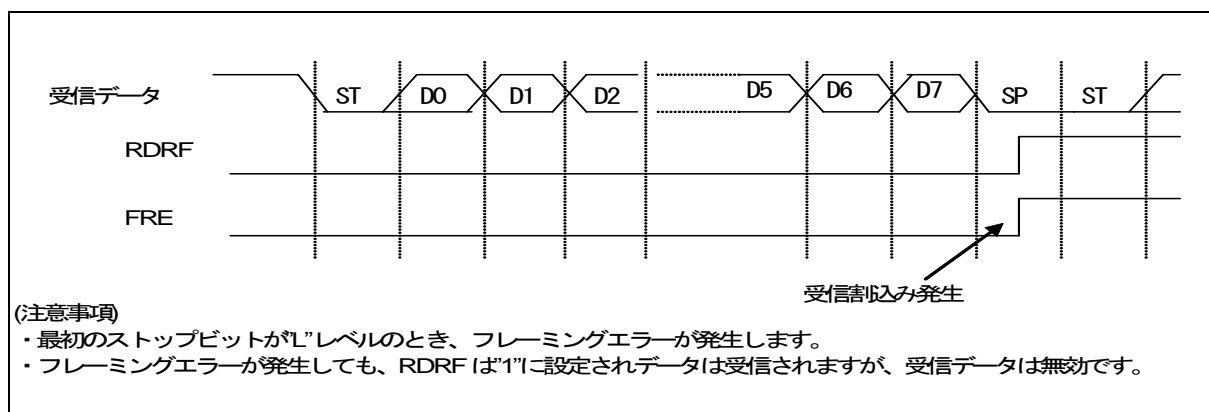 受信データ ST D0 D1 D2 D5 D6 D7 SP ST
RDRF
FRE
受信割込み発生
(注意事項)
・最初のストップビットが"L"レベルのとき、フレーミングエラーが発生します。
・フレーミングエラーが発生しても、RDRF は"1"に設定されデータは受信されますが、受信データは無効です。